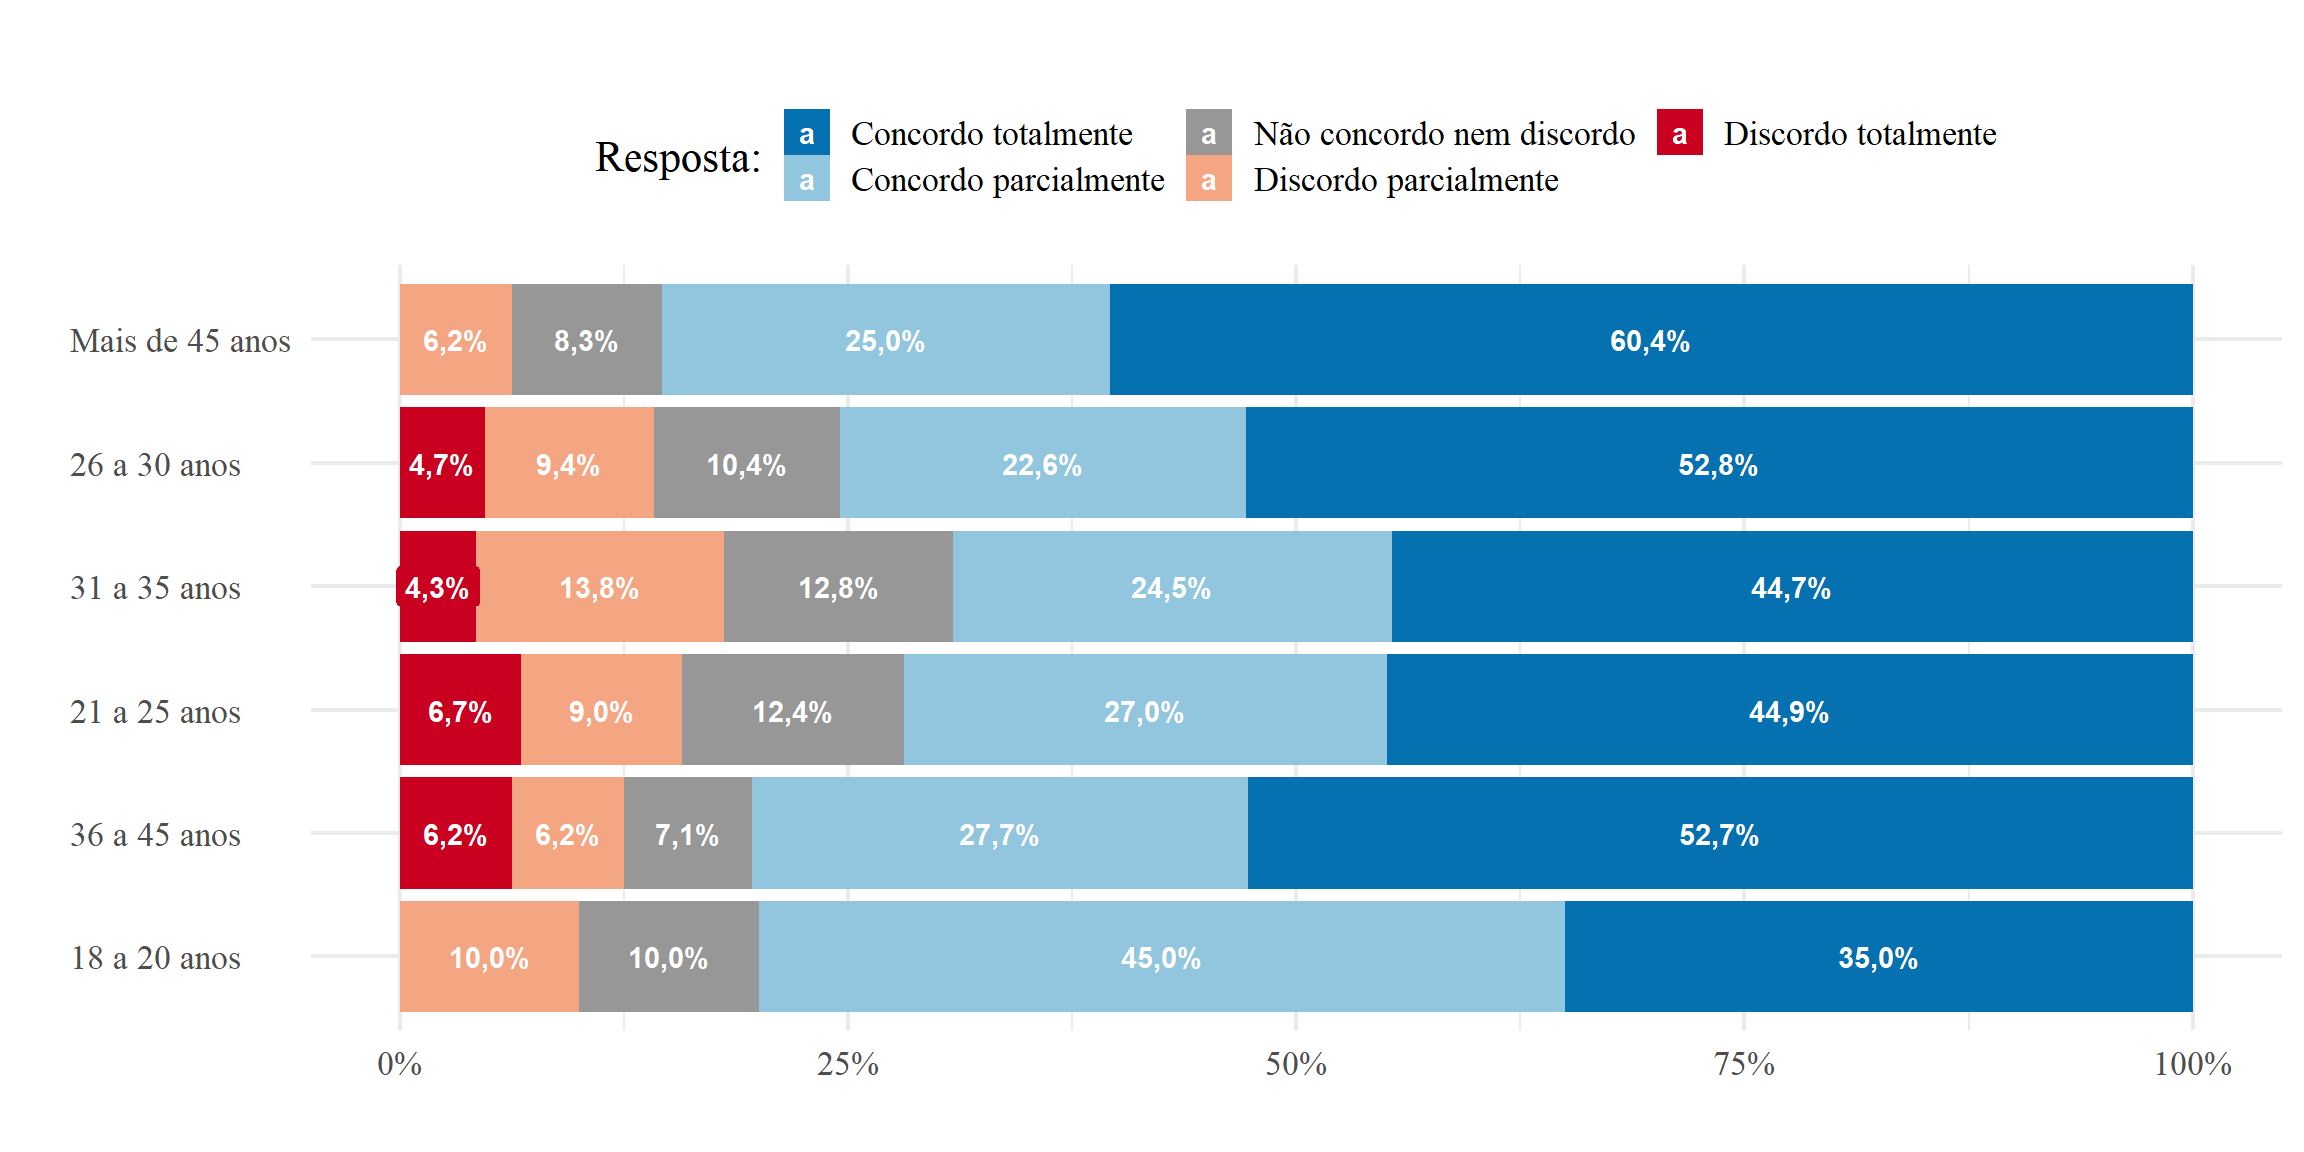 Resposta:
a Concordo totalmente a Não concordo nem discordo a Discordo totalmente
a Concordo parcialmente a Discordo parcialmente
Mais de 45 anos 6,2% 8,3% 25,0% 60,4%
26 a 30 anos 4,7% 9,4% 10,4% 22,6% 52,8%
31 a 35 anos 4,3% 13,8% 12,8% 24,5% 44,7%
21 a 25 anos 6,7% 9,0% 12,4% 27,0% 44,9%
36 a 45 anos 6,2% 6,2% 7,1% 27,7% 52,7%
18 a 20 anos 10,0% 10,0% 45,0% 35,0%
0% 25% 50% 75% 100%